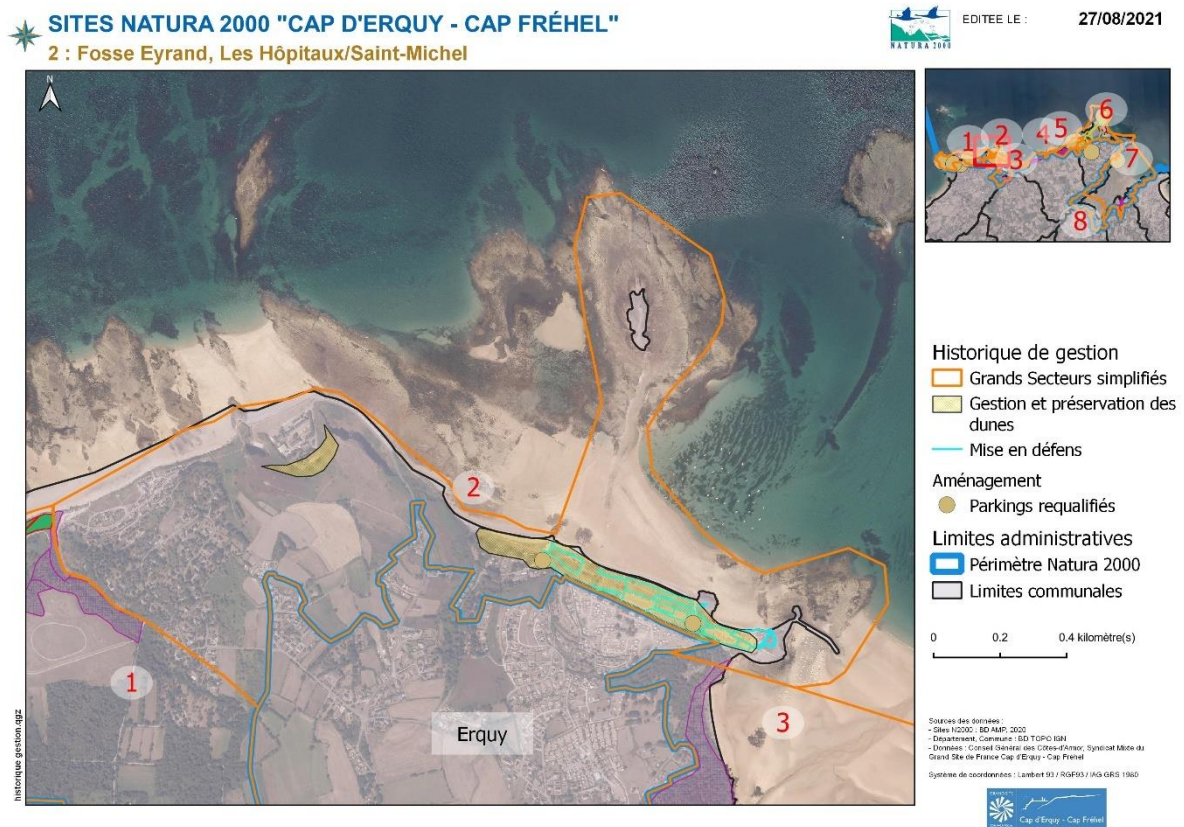 SITES NATURA 2000 "CAP D'ERQUY - CAP FRÉHEL"
2 : Fosse Eyrand, Les Hôpitaux/Saint-Michel
NATURA 2000
EDITEE LE :
27/08/2021
N
1
2
3
4
5
6
7
8
2
1
3
Erquy
historique gestion.qgz
Historique de gestion
Grands Secteurs simplifiés
Gestion et préservation des
dunes
Mise en défens
Aménagement
Parkings requalifiés
Limites administratives
Périmètre Natura 2000
Limites communales
0 0.2 0.4 kilomètre(s)
Sources des données :
- Sites N2000 : BD AMP, 2020
- Département, Commune : BD TOPO IGN
- Données : Conseil Général des Côtes-d'Armor, Syndicat Mixte du
Grand Site de France Cap d'Erquy - Cap Fréhel
Système de coordonnées : Lambert 93 / RGF93 / IAG GRS 1980
Cap d'Erquy - Cap Fréhel